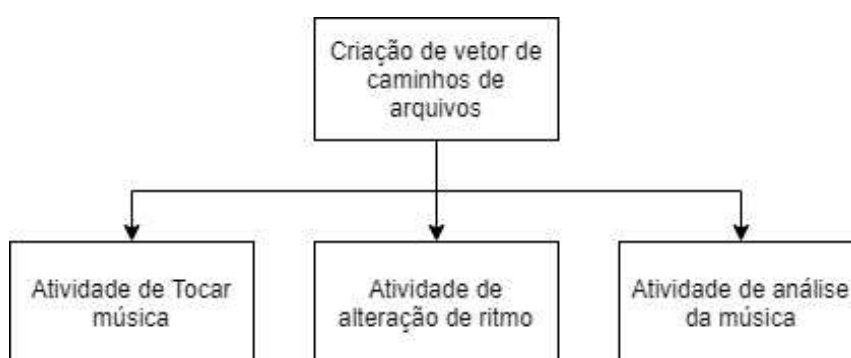 Criação de vetor de
caminhos de
arquivos
Atividade de Tocar
música
Atividade de
alteração de ritmo
Atividade de análise
da música